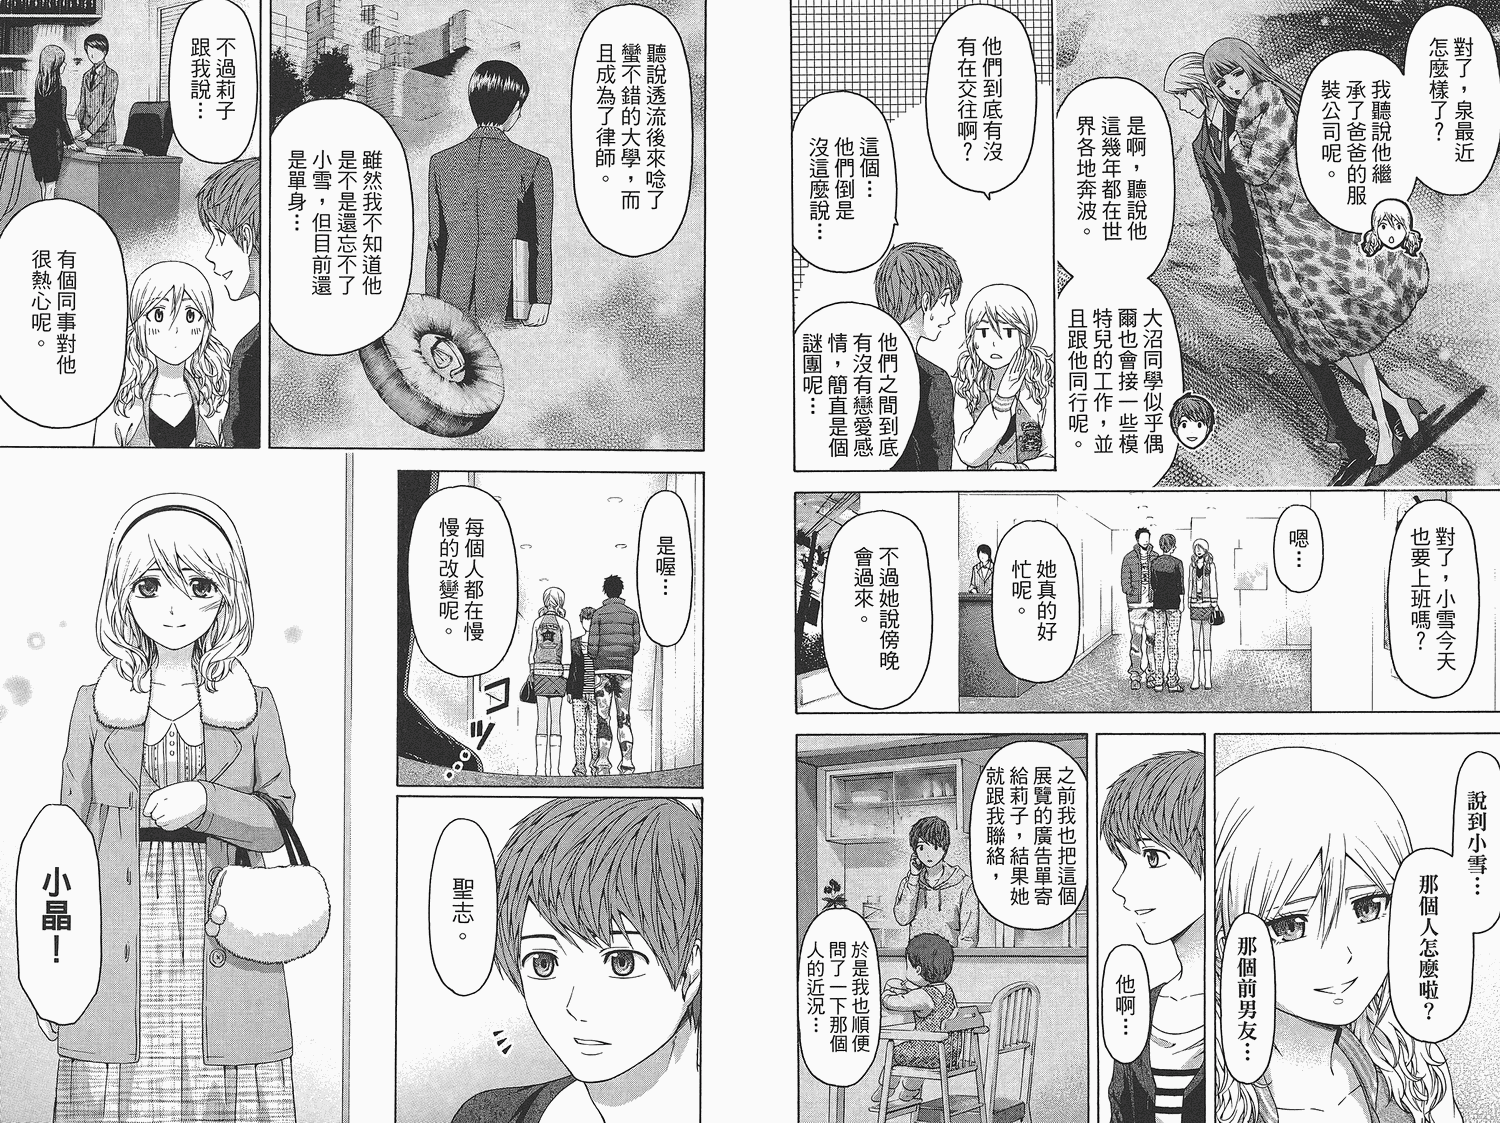 對了，泉最近
怎麼樣了？
我聽說他繼
承了爸爸的服
裝公司呢。
是啊，聽說他
這幾年都在世
界各地奔波。
大沼同學似乎偶
爾也會接一些模
特兒的工作，並
且跟他同行呢。
他們到底有沒
有在交往啊？
這個…
他們倒是
沒這麼說…
他們之間到底
有沒有戀愛感
情，簡直是個
謎團呢…
對了，小雪今天
也要上班嗎？
嗯…
她真的好
忙呢。
不過她說傍晚
會過來。
說到小雪…
那個人怎麼啦？
那個前男友…
他啊…
之前我也把這個
展覽的廣告單寄
給莉子，結果她
就跟我聯絡，
於是我也順便
問了一下那個
人的近況…
聽說透流後來唸了
蠻不錯的大學，而
且成為了律師。
雖然我不知道他
是不是還忘不了
小雪，但目前還
是單身…
不過莉子
跟我說…
有個同事對他
很熱心呢。
是喔…
每個人都在慢
慢的改變呢。
コッ…
聖志。
小晶！